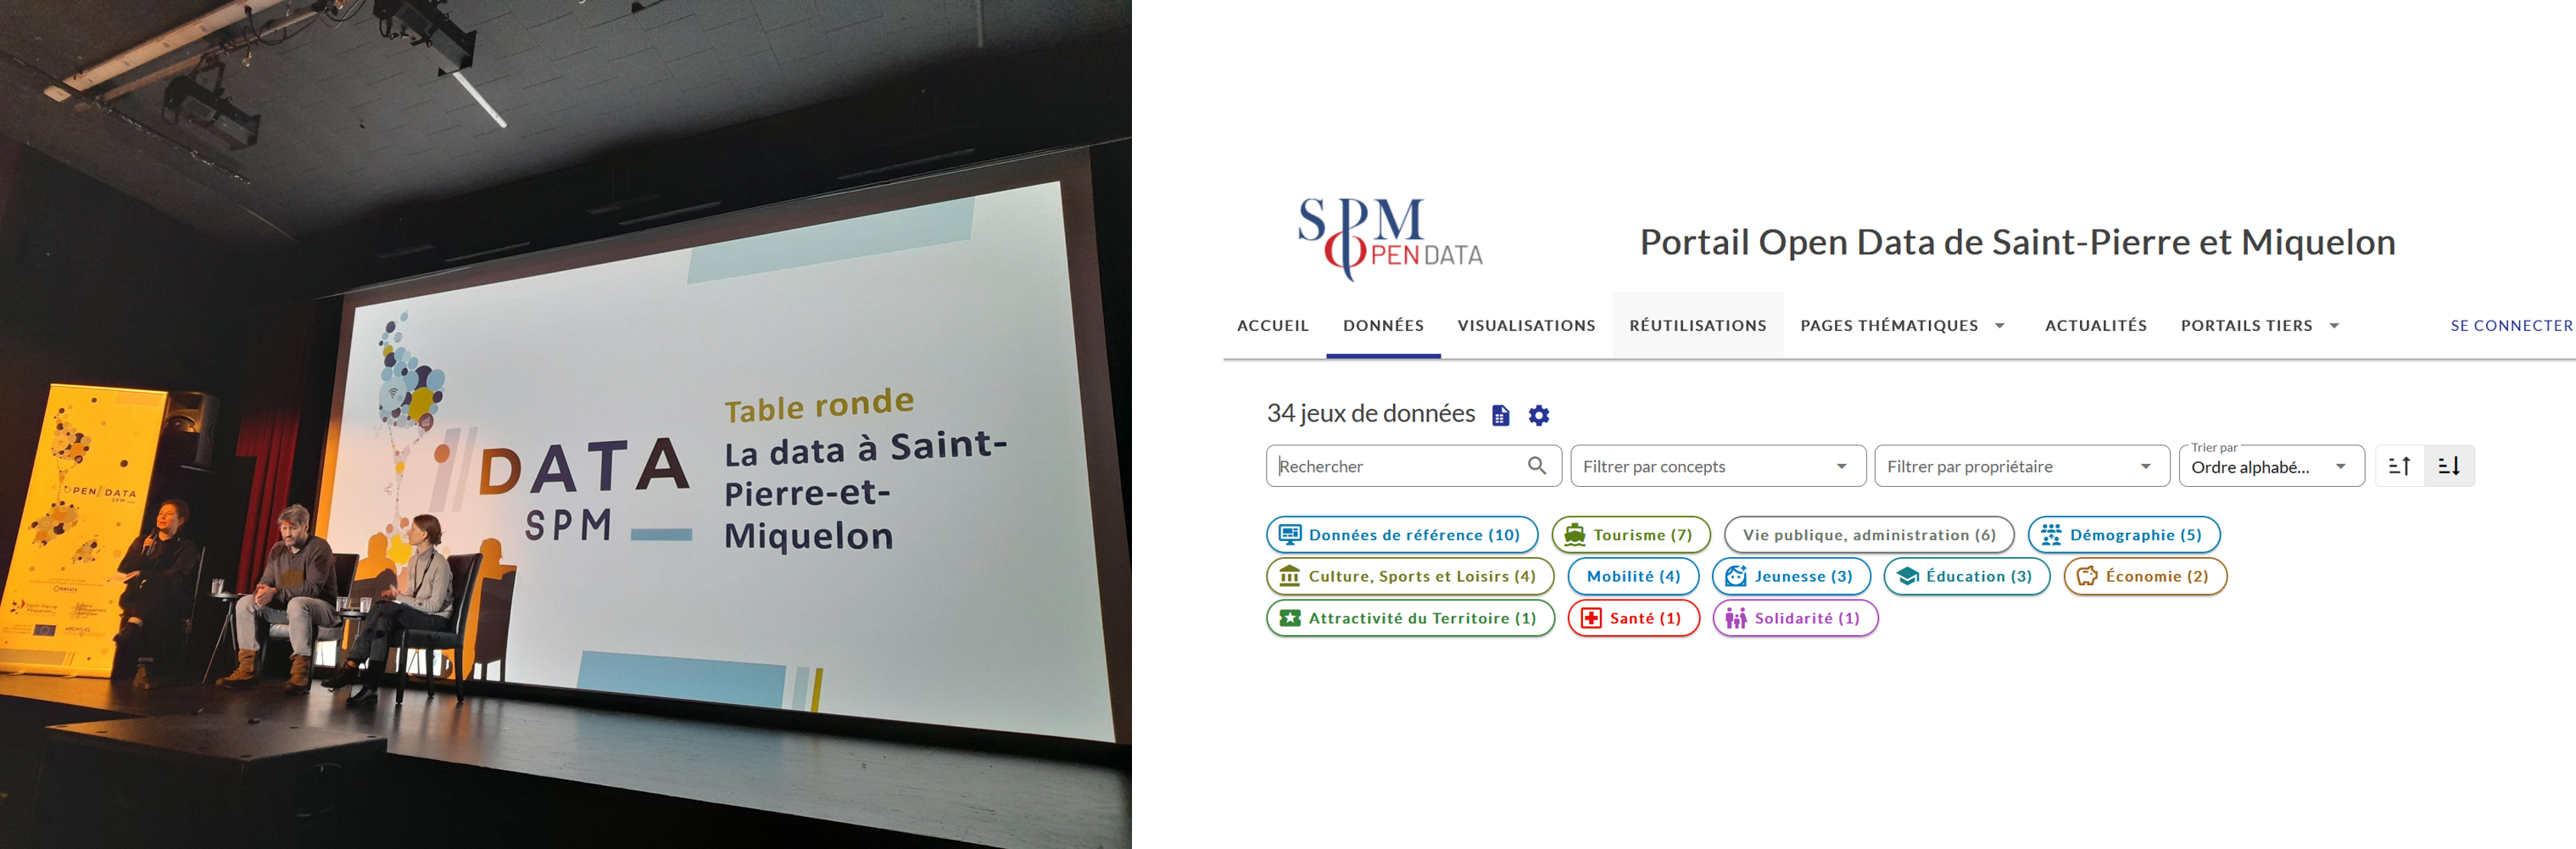 Table ronde
La data à Saint-
Pierre-et-
Miquelon
DATA
SPM
OPEN DATA
SPM
SPM
OPEN DATA
Portail Open Data de Saint-Pierre et Miquelon
ACCUEIL DONNÉES VISUALISATIONS RÉUTILISATIONS PAGES THÉMATIQUES ACTUALITÉS PORTAILS TIERS SE CONNECTER
34 jeux de données
Rechercher Filtrer par concepts Filtrer par propriétaire Trier par Ordre alphabé...
Données de référence (10) Tourisme (7) Vie publique, administration (6) Démographie (5)
Culture, Sports et Loisirs (4) Mobilité (4) Jeunesse (3) Éducation (3) Économie (2)
Attractivité du Territoire (1) Santé (1) Solidarité (1)